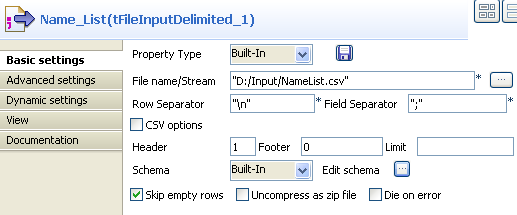 Name_List(tFileInputDelimited_1)
Basic settings
Advanced settings
Dynamic settings
View
Documentation
Property Type Built-In
File name/Stream "D:/Input/NameList.csv" * ...
Row Separator "\n" * Field Separator ";" *
CSV options
Header 1 Footer 0 Limit
Schema Built-In Edit schema ...
Skip empty rows Uncompress as zip file Die on error